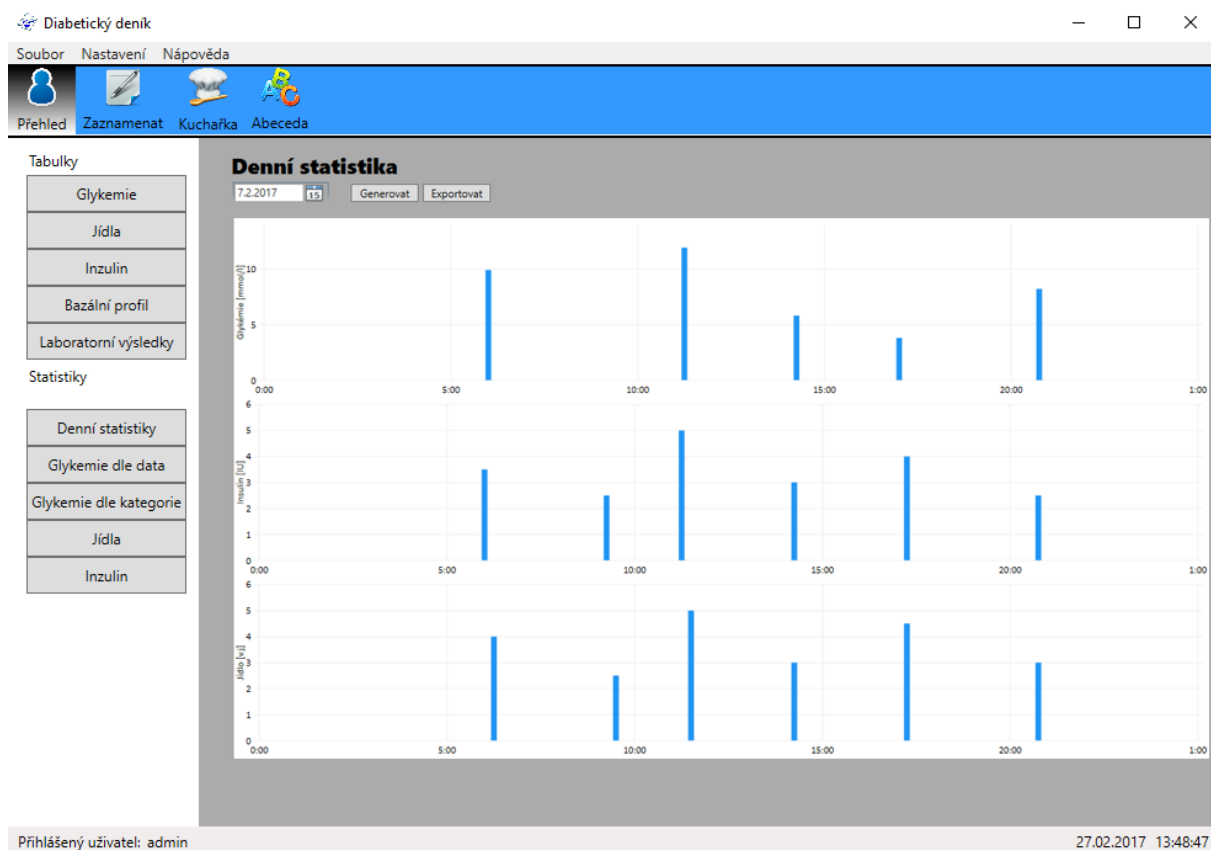 Diabetický deník
Soubor Nastavení Nápověda
Přehled Zaznamenat Kuchařka Abeceda
Tabulky
Glykemie
Jídla
Inzulin
Bazální profil
Laboratorní výsledky
Statistiky
Denní statistiky
Glykemie dle data
Glykemie dle kategorie
Jídla
Inzulin
Denní statistika
7.2.2017 15 Generovat Exportovat
Glykémie [mmol/l]
10
5
0
0:00 5:00 10:00 15:00 20:00 1:00
Insulín [IU]
6
5
4
3
2
1
0
0:00 5:00 10:00 15:00 20:00 1:00
Jídlo [v.j]
6
5
4
3
2
1
0
0:00 5:00 10:00 15:00 20:00 1:00
Přihlášený uživatel: admin 27.02.2017 13:48:47